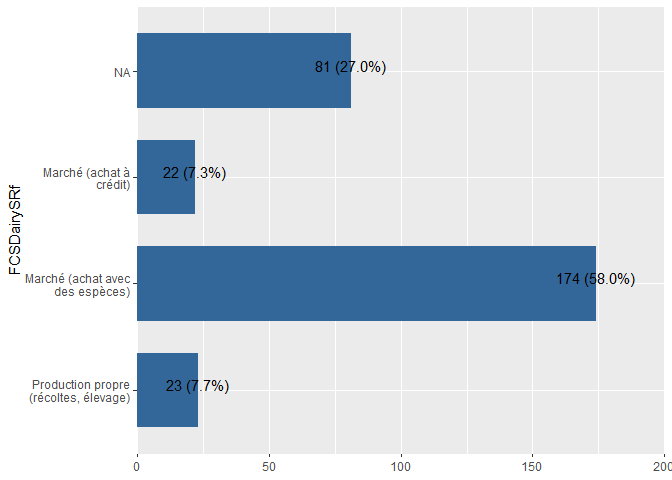 FCSDairySRf
NA
81 (27.0%)
Marché (achat à
crédit)
22 (7.3%)
Marché (achat avec
des espèces)
174 (58.0%)
Production propre
(récoltes, élevage)
23 (7.7%)
0
50
100
150
200